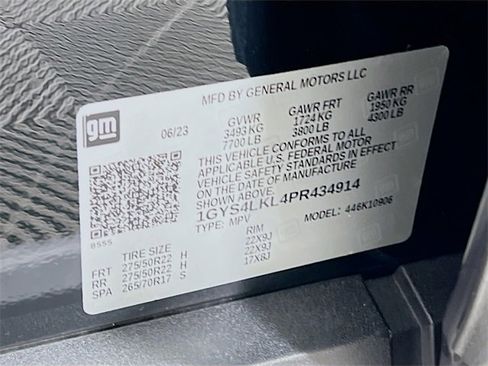 MFD BY GENERAL MOTORS LLC
gm
06/23
GVWR GAWR FRT GAWR RR
3493 KG 1724 KG 1950 KG
7700 LB 3800 LB 4300 LB
THIS VEHICLE CONFORMS TO ALL
APPLICABLE U.S. FEDERAL MOTOR
VEHICLE SAFETY STANDARDS IN EFFECT
ON THE DATE OF MANUFACTURE
SHOWN ABOVE.
1GYS4LKL4PR434914
TYPE: MPV MODEL: 446K10906
8555
TIRE SIZE RIM
FRT 275/50R22 H 22X9J
RR 275/50R22 H 22X9J
SPA 265/70R17 S 17X8J